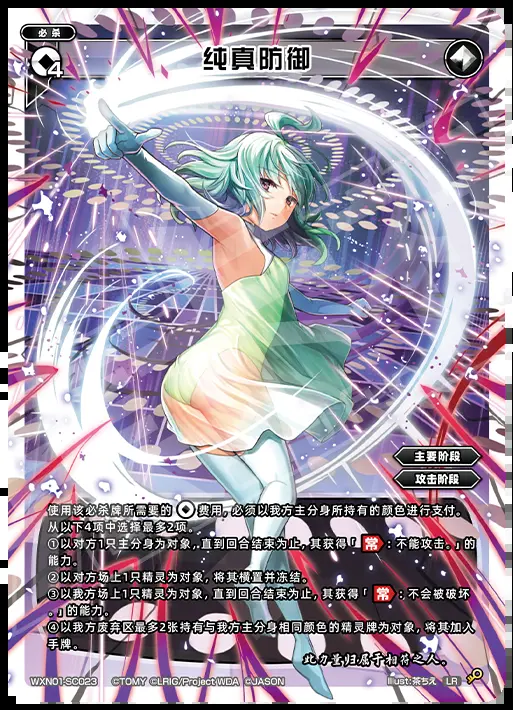 必杀
4
纯真防御
主要阶段
攻击阶段
使用该必杀牌所需要的 费用，必须以我方主分身所持有的颜色进行支付。
从以下4项中选择最多2项。
①以对方1只主分身为对象，直到回合结束为止，其获得「 常 ：不能攻击。」的
能力。
②以对方场上1只精灵为对象，将其横置并冻结。
③以我方场上1只精灵为对象，直到回合结束为止，其获得「 常 ：不会被破坏
。」的能力。
④以我方废弃区最多2张持有与我方主分身相同颜色的精灵牌为对象，将其加入
手牌。
此力量归属于相符之人。
WXN01-SC023 ©TOMY ©LRIG/Project WDA ©JASON Illust:茶ちえ LR